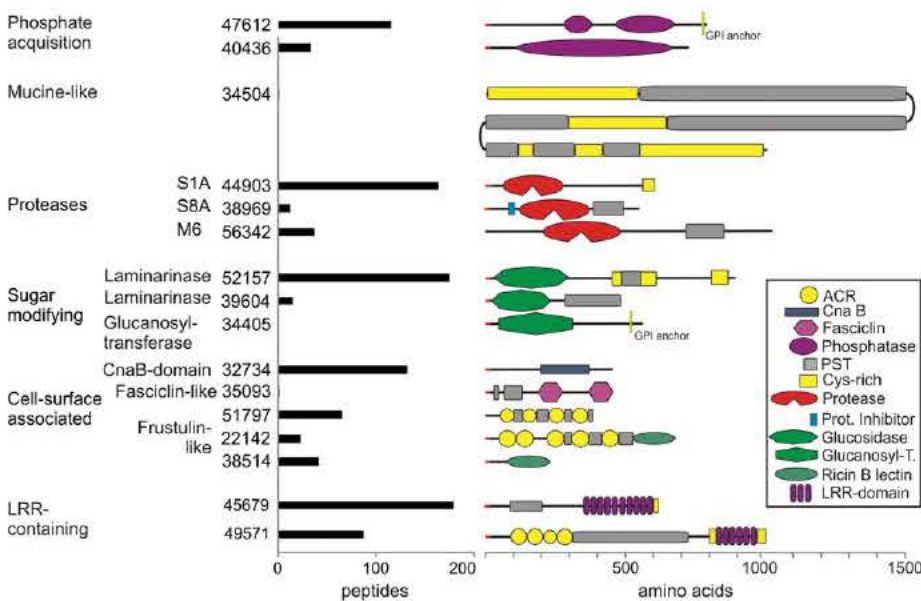 Phosphate 47612
acquisition 40436
GPI anchor
Mucine-like 34504
S1A 44903
Proteases S8A 38969
M6 56342
Laminarinase 52157
Sugar Laminarinase 39604
modifying Glucanosyl- 34405
transferase
GPI anchor
CnaB-domain 32734
Cell-surface Fasciclin-like 35093
associated 51797
Frustulin- 22142
like 38514
LRR- 45679
containing 49571
ACR
Cna B
Fasciclin
Phosphatase
PST
Cys-rich
Protease
Prot. Inhibitor
Glucosidase
Glucanosyl-T.
Ricin B lectin
LRR-domain
0 100 200
peptides
500 1000 1500
amino acids